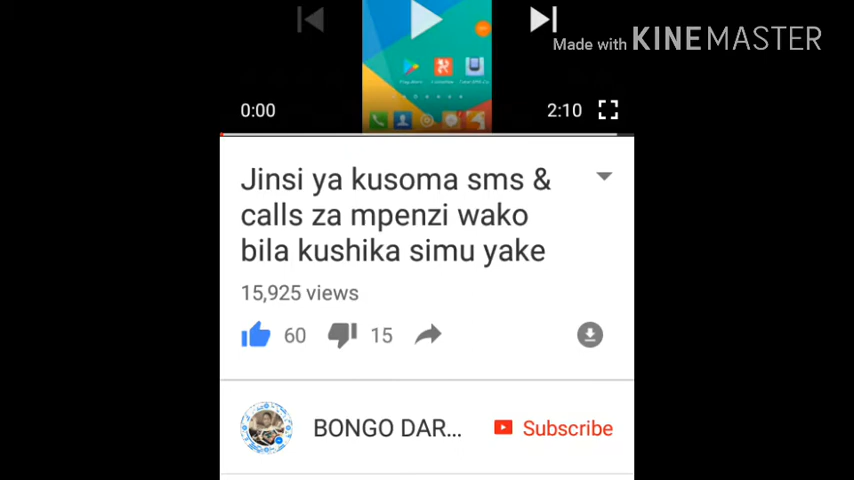 Made with KINEMASTER
0:00
2:10
Jinsi ya kusoma sms &
calls za mpenzi wako
bila kushika simu yake
15,925 views
60
15
BONGO DAR...
Subscribe